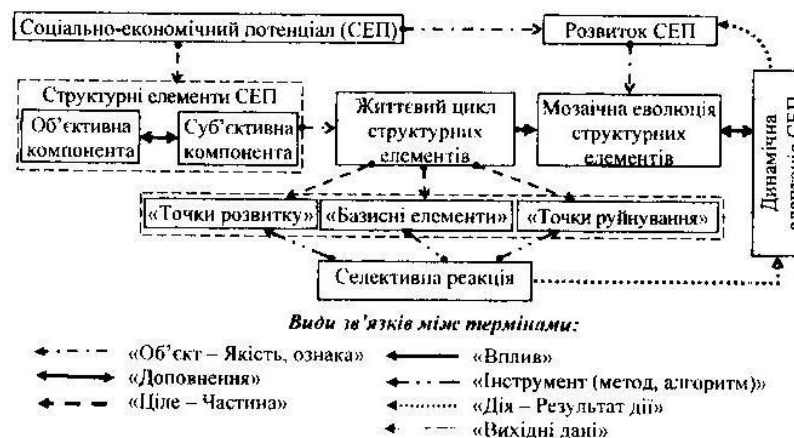 Соціально-економічний потенціал (СЕП)
Розвиток СЕП
Структурні елементи СЕП
Об’єктивна
компонента
Суб’єктивна
компонента
Життєвий цикл
структурних
елементів
Мозаїчна еволюція
структурних
елементів
Динамічна
адаптація СЕП
«Точки розвитку»
«Базисні елементи»
«Точки руйнування»
Селективна реакція
Види зв’язків між термінами:
«Об’єкт – Якість, ознака»
«Доповнення»
«Ціле – Частина»
«Вплив»
«Інструмент (метод, алгоритм)»
«Дія – Результат дії»
«Вихідні дані»